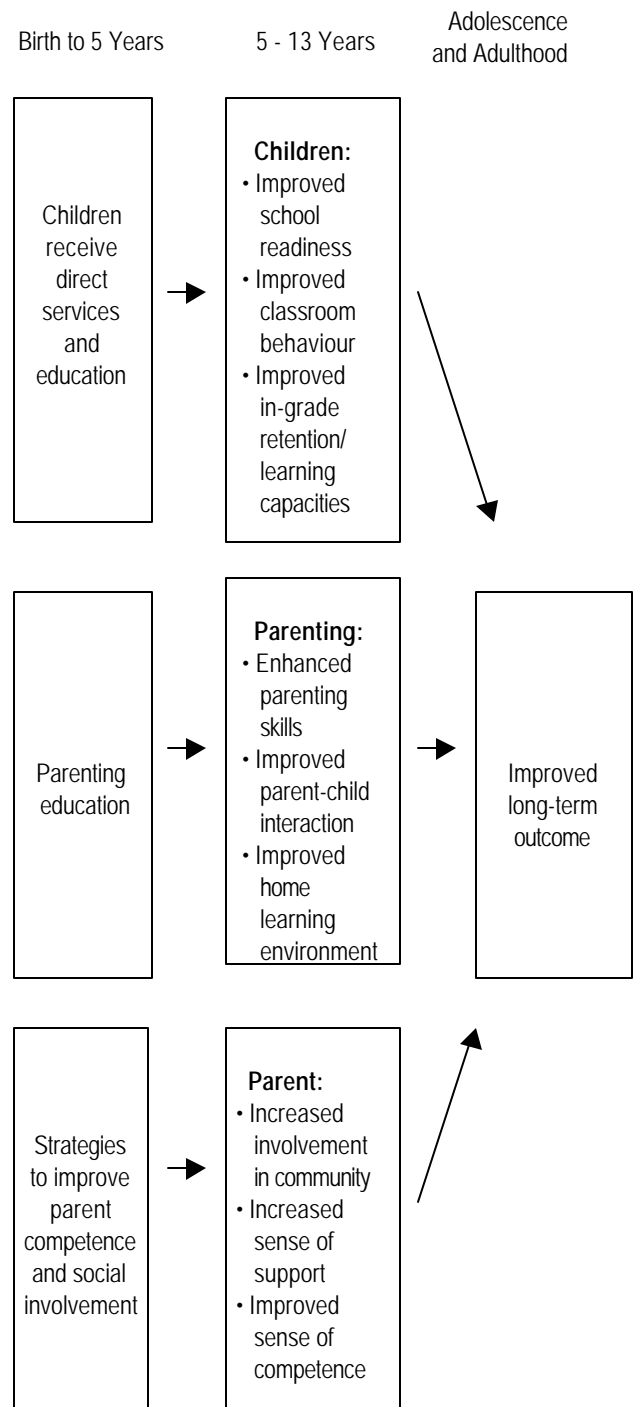 Birth to 5 Years
5 - 13 Years
Adolescence
and Adulthood
Children
receive
direct
services
and
education
Children:
• Improved
school
readiness
• Improved
classroom
behaviour
• Improved
in-grade
retention/
learning
capacities
Parenting
education
Parenting:
• Enhanced
parenting
skills
• Improved
parent-child
interaction
• Improved
home
learning
environment
Improved
long-term
outcome
Strategies
to improve
parent
competence
and social
involvement
Parent:
• Increased
involvement
in community
• Increased
sense of
support
• Improved
sense of
competence